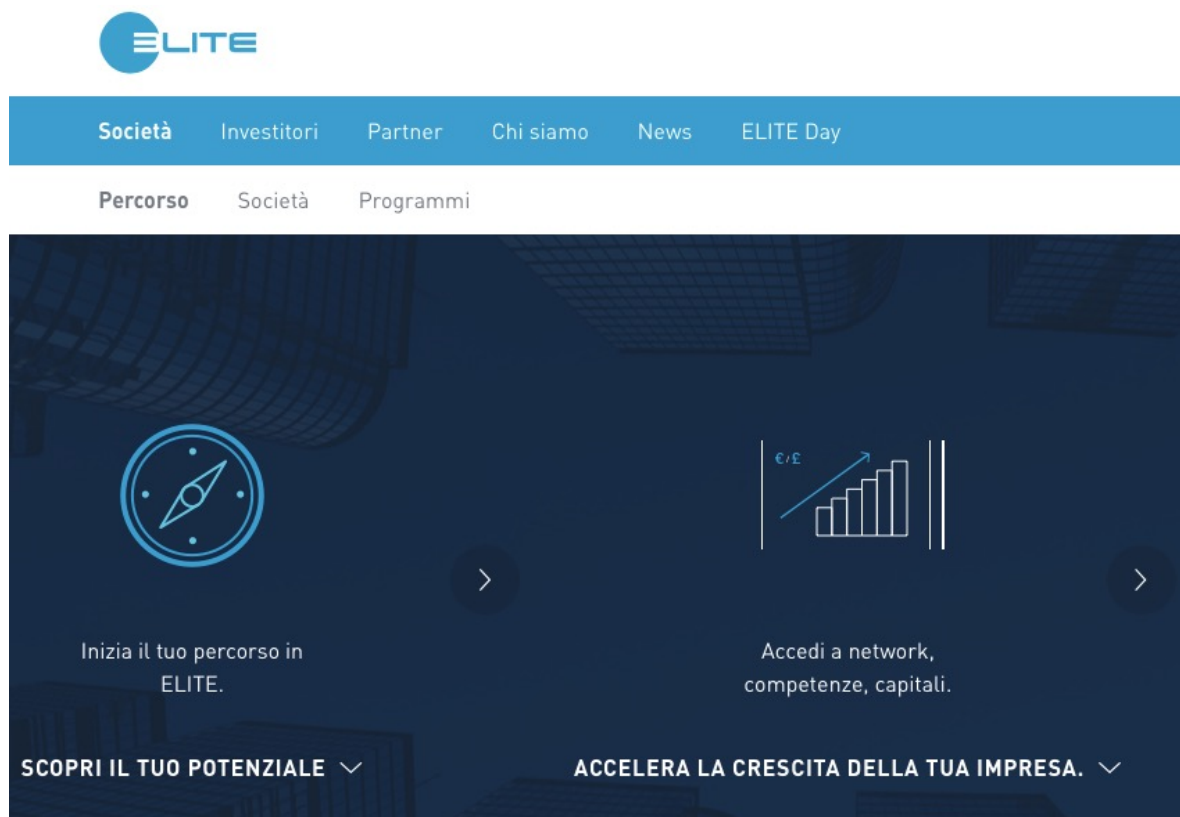 ELITE
Società Investitori Partner Chi siamo News ELITE Day
Percorso Società Programmi
€/£
Inizia il tuo percorso in
ELITE.
Accedi a network,
competenze, capitali.
SCOPRI IL TUO POTENZIALE
ACCELERA LA CRESCITA DELLA TUA IMPRESA.